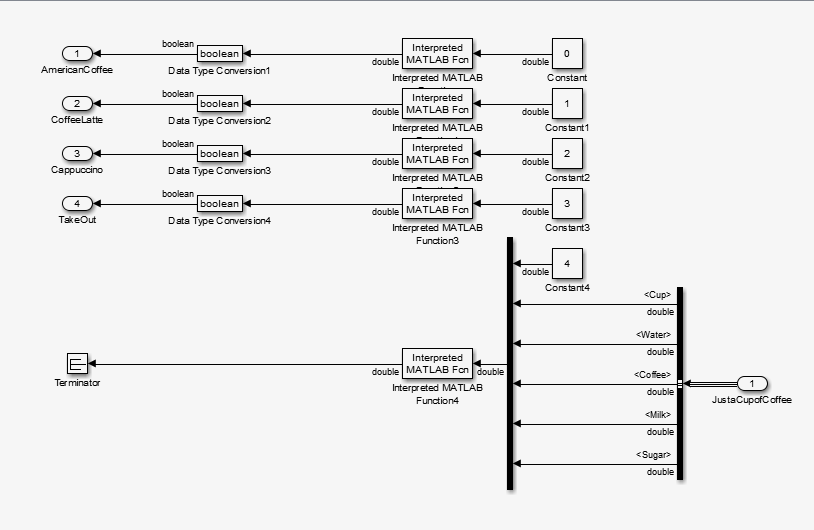 boolean
1
boolean
double
Interpreted
MATLAB Fcn
double
0
AmericanCoffee
Data Type Conversion1
Interpreted MATLAB
Constant
boolean
2
boolean
double
Interpreted
MATLAB Fcn
double
1
CoffeeLatte
Data Type Conversion2
Interpreted MATLAB
Constant1
boolean
3
boolean
double
Interpreted
MATLAB Fcn
double
2
Cappuccino
Data Type Conversion3
Interpreted MATLAB
Constant2
boolean
4
boolean
double
Interpreted
MATLAB Fcn
double
3
TakeOut
Data Type Conversion4
Interpreted MATLAB
Function3
Constant3
4
double
Constant4
<Cup>
double
<Water>
double
Terminator
double
Interpreted
MATLAB Fcn
double
Interpreted MATLAB
Function4
<Coffee>
double
1
JustaCupofCoffee
<Milk>
double
<Sugar>
double